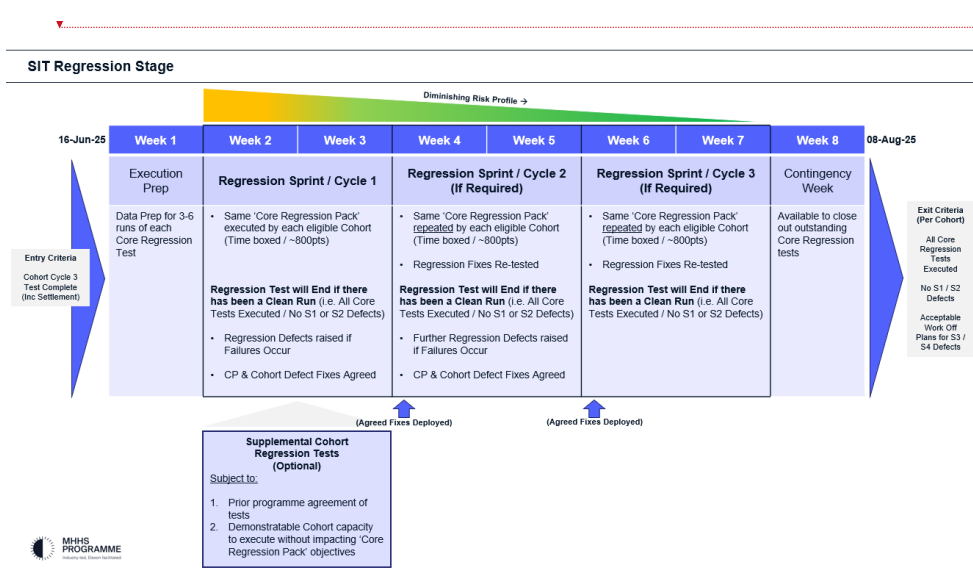 SIT Regression Stage
Diminishing Risk Profile →
16-Jun-25
Week 1
Week 2
Week 3
Week 4
Week 5
Week 6
Week 7
Week 8
08-Aug-25
Execution
Prep
Regression Sprint / Cycle 1
Regression Sprint / Cycle 2
(If Required)
Regression Sprint / Cycle 3
(If Required)
Contingency
Week
Entry Criteria
Cohort Cycle 3
Test Complete
(Inc Settlement)
Data Prep for 3-6
runs of each
Core Regression
Test
• Same 'Core Regression Pack'
executed by each eligible Cohort
(Time boxed / ~800pts)
Regression Test will End if there
has been a Clean Run (i.e. All Core
Tests Executed / No S1 or S2 Defects)
• Regression Defects raised if
Failures Occur
• CP & Cohort Defect Fixes Agreed
• Same 'Core Regression Pack'
repeated by each eligible Cohort
(Time boxed / ~800pts)
• Regression Fixes Re-tested
Regression Test will End if there
has been a Clean Run (i.e. All Core
Tests Executed / No S1 or S2 Defects)
• Further Regression Defects raised
if Failures Occur
• CP & Cohort Defect Fixes Agreed
• Same 'Core Regression Pack'
repeated by each eligible Cohort
(Time boxed / ~800pts)
• Regression Fixes Re-tested
Regression Test will End if there
has been a Clean Run (i.e. All Core
Tests Executed / No S1 or S2 Defects)
Available to close
out outstanding
Core Regression
tests
Exit Criteria
(Per Cohort)
All Core
Regression
Tests
Executed
No S1 / S2
Defects
Acceptable
Work Off
Plans for S3 /
S4 Defects
(Agreed Fixes Deployed)
(Agreed Fixes Deployed)
Supplemental Cohort
Regression Tests
(Optional)
Subject to:
1. Prior programme agreement of
tests
2. Demonstratable Cohort capacity
to execute without impacting 'Core
Regression Pack' objectives
MHHS
PROGRAMME
Industry-led, Elexon facilitated